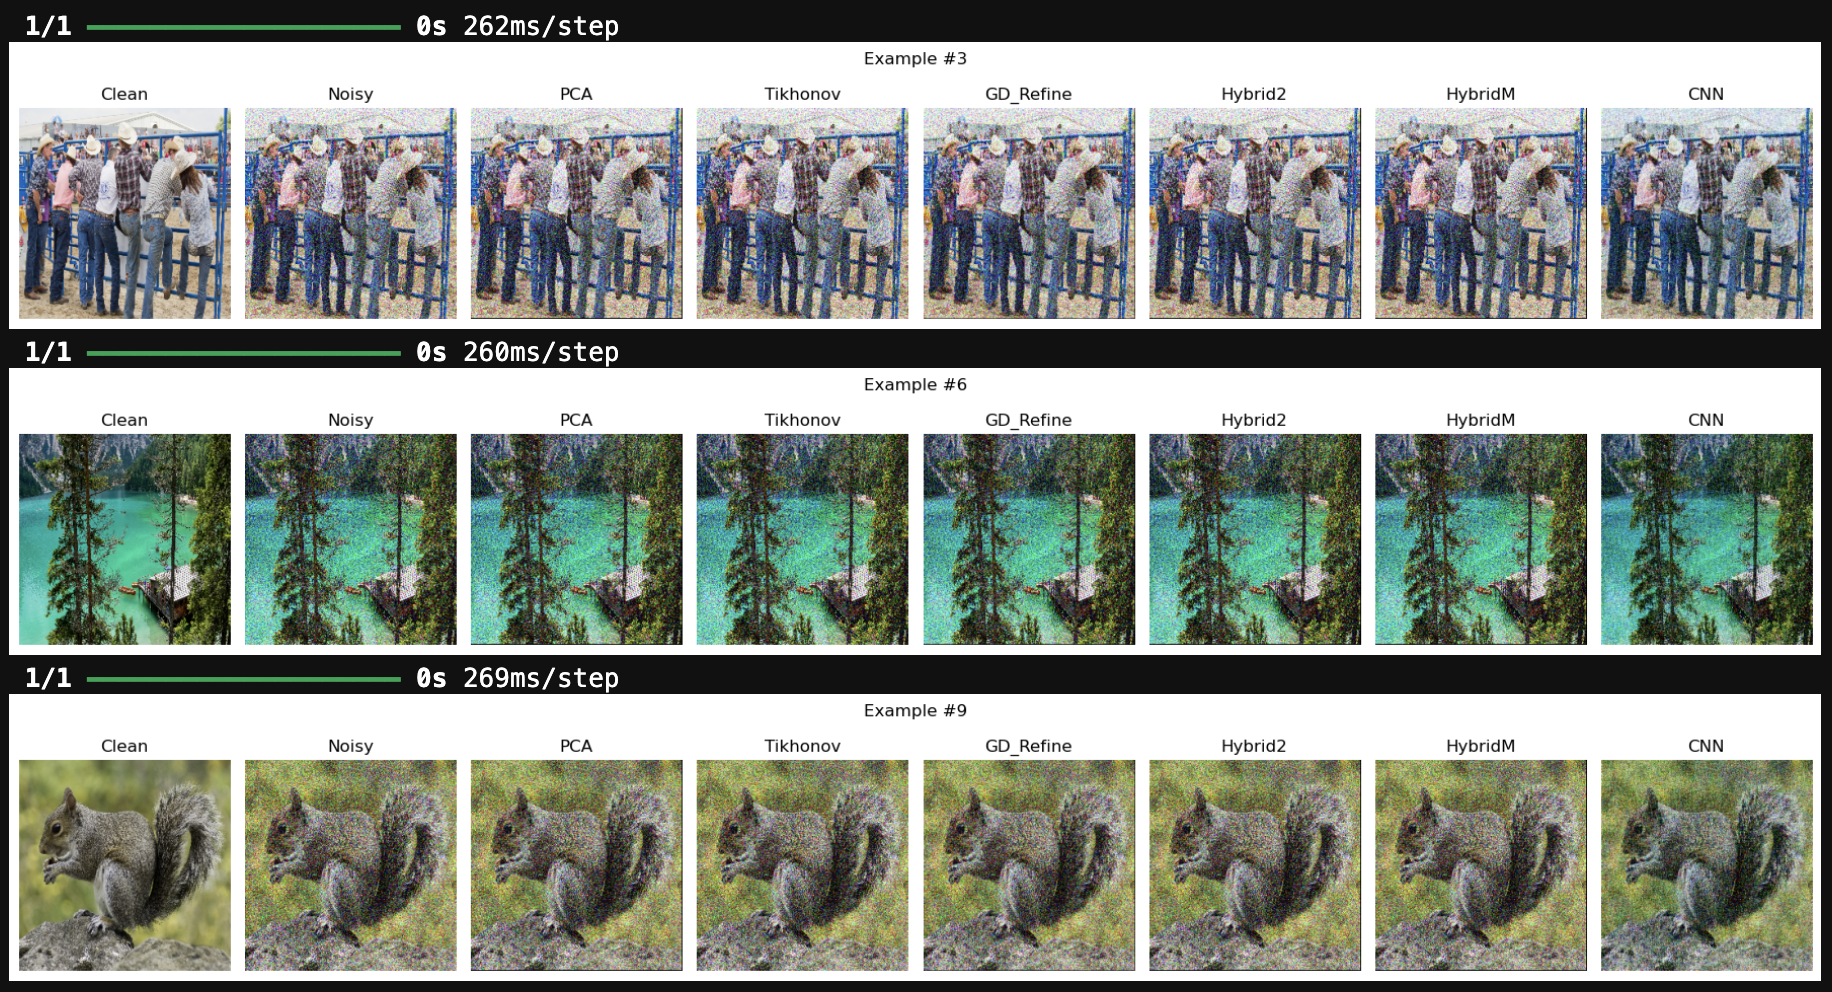 1/1 0s 262ms/step
Example #3
Clean Noisy PCA Tikhonov GD_Refine Hybrid2 HybridM CNN
1/1 0s 260ms/step
Example #6
Clean Noisy PCA Tikhonov GD_Refine Hybrid2 HybridM CNN
1/1 0s 269ms/step
Example #9
Clean Noisy PCA Tikhonov GD_Refine Hybrid2 HybridM CNN